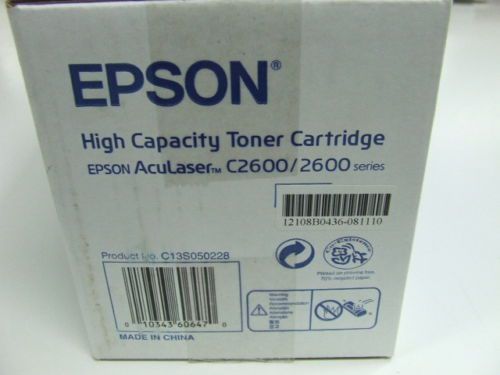 EPSON®
High Capacity Toner Cartridge
EPSON AcuLaser™ C2600/2600 series
12108B0436-081110
Product No. C13S050228
0 10343 60647 0
MADE IN CHINA
Printed on chlorine free
70% recycled paper.
Warning